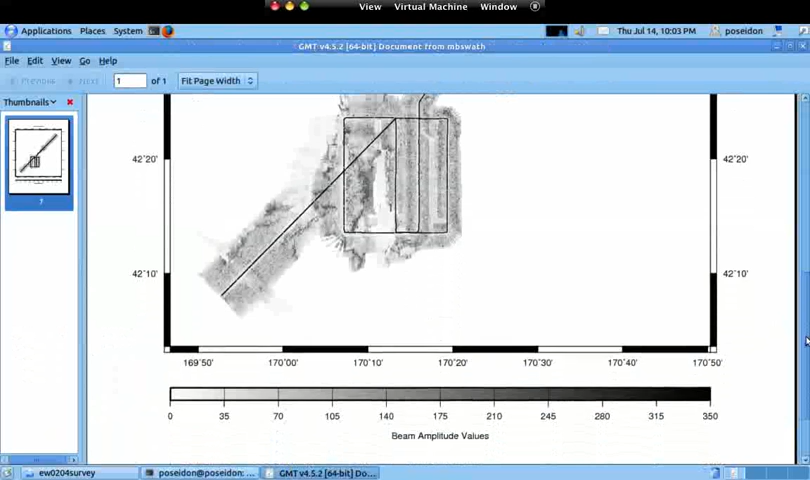 View Virtual Machine Window
Applications Places System Thu Jul 14, 10:03 PM poseidon
GMT v4.5.2 [64-bit] Document from mbswath
File Edit View Go Help
Previous Next 1 of 1 Fit Page Width
Thumbnails
1
42°20' 42°20'
42°10' 42°10'
169°50' 170°00' 170°10' 170°20' 170°30' 170°40' 170°50'
0 35 70 105 140 175 210 245 280 315 350
Beam Amplitude Values
ew0204survey poseidon@poseidon: ... GMT v4.5.2 [64-bit] Do...